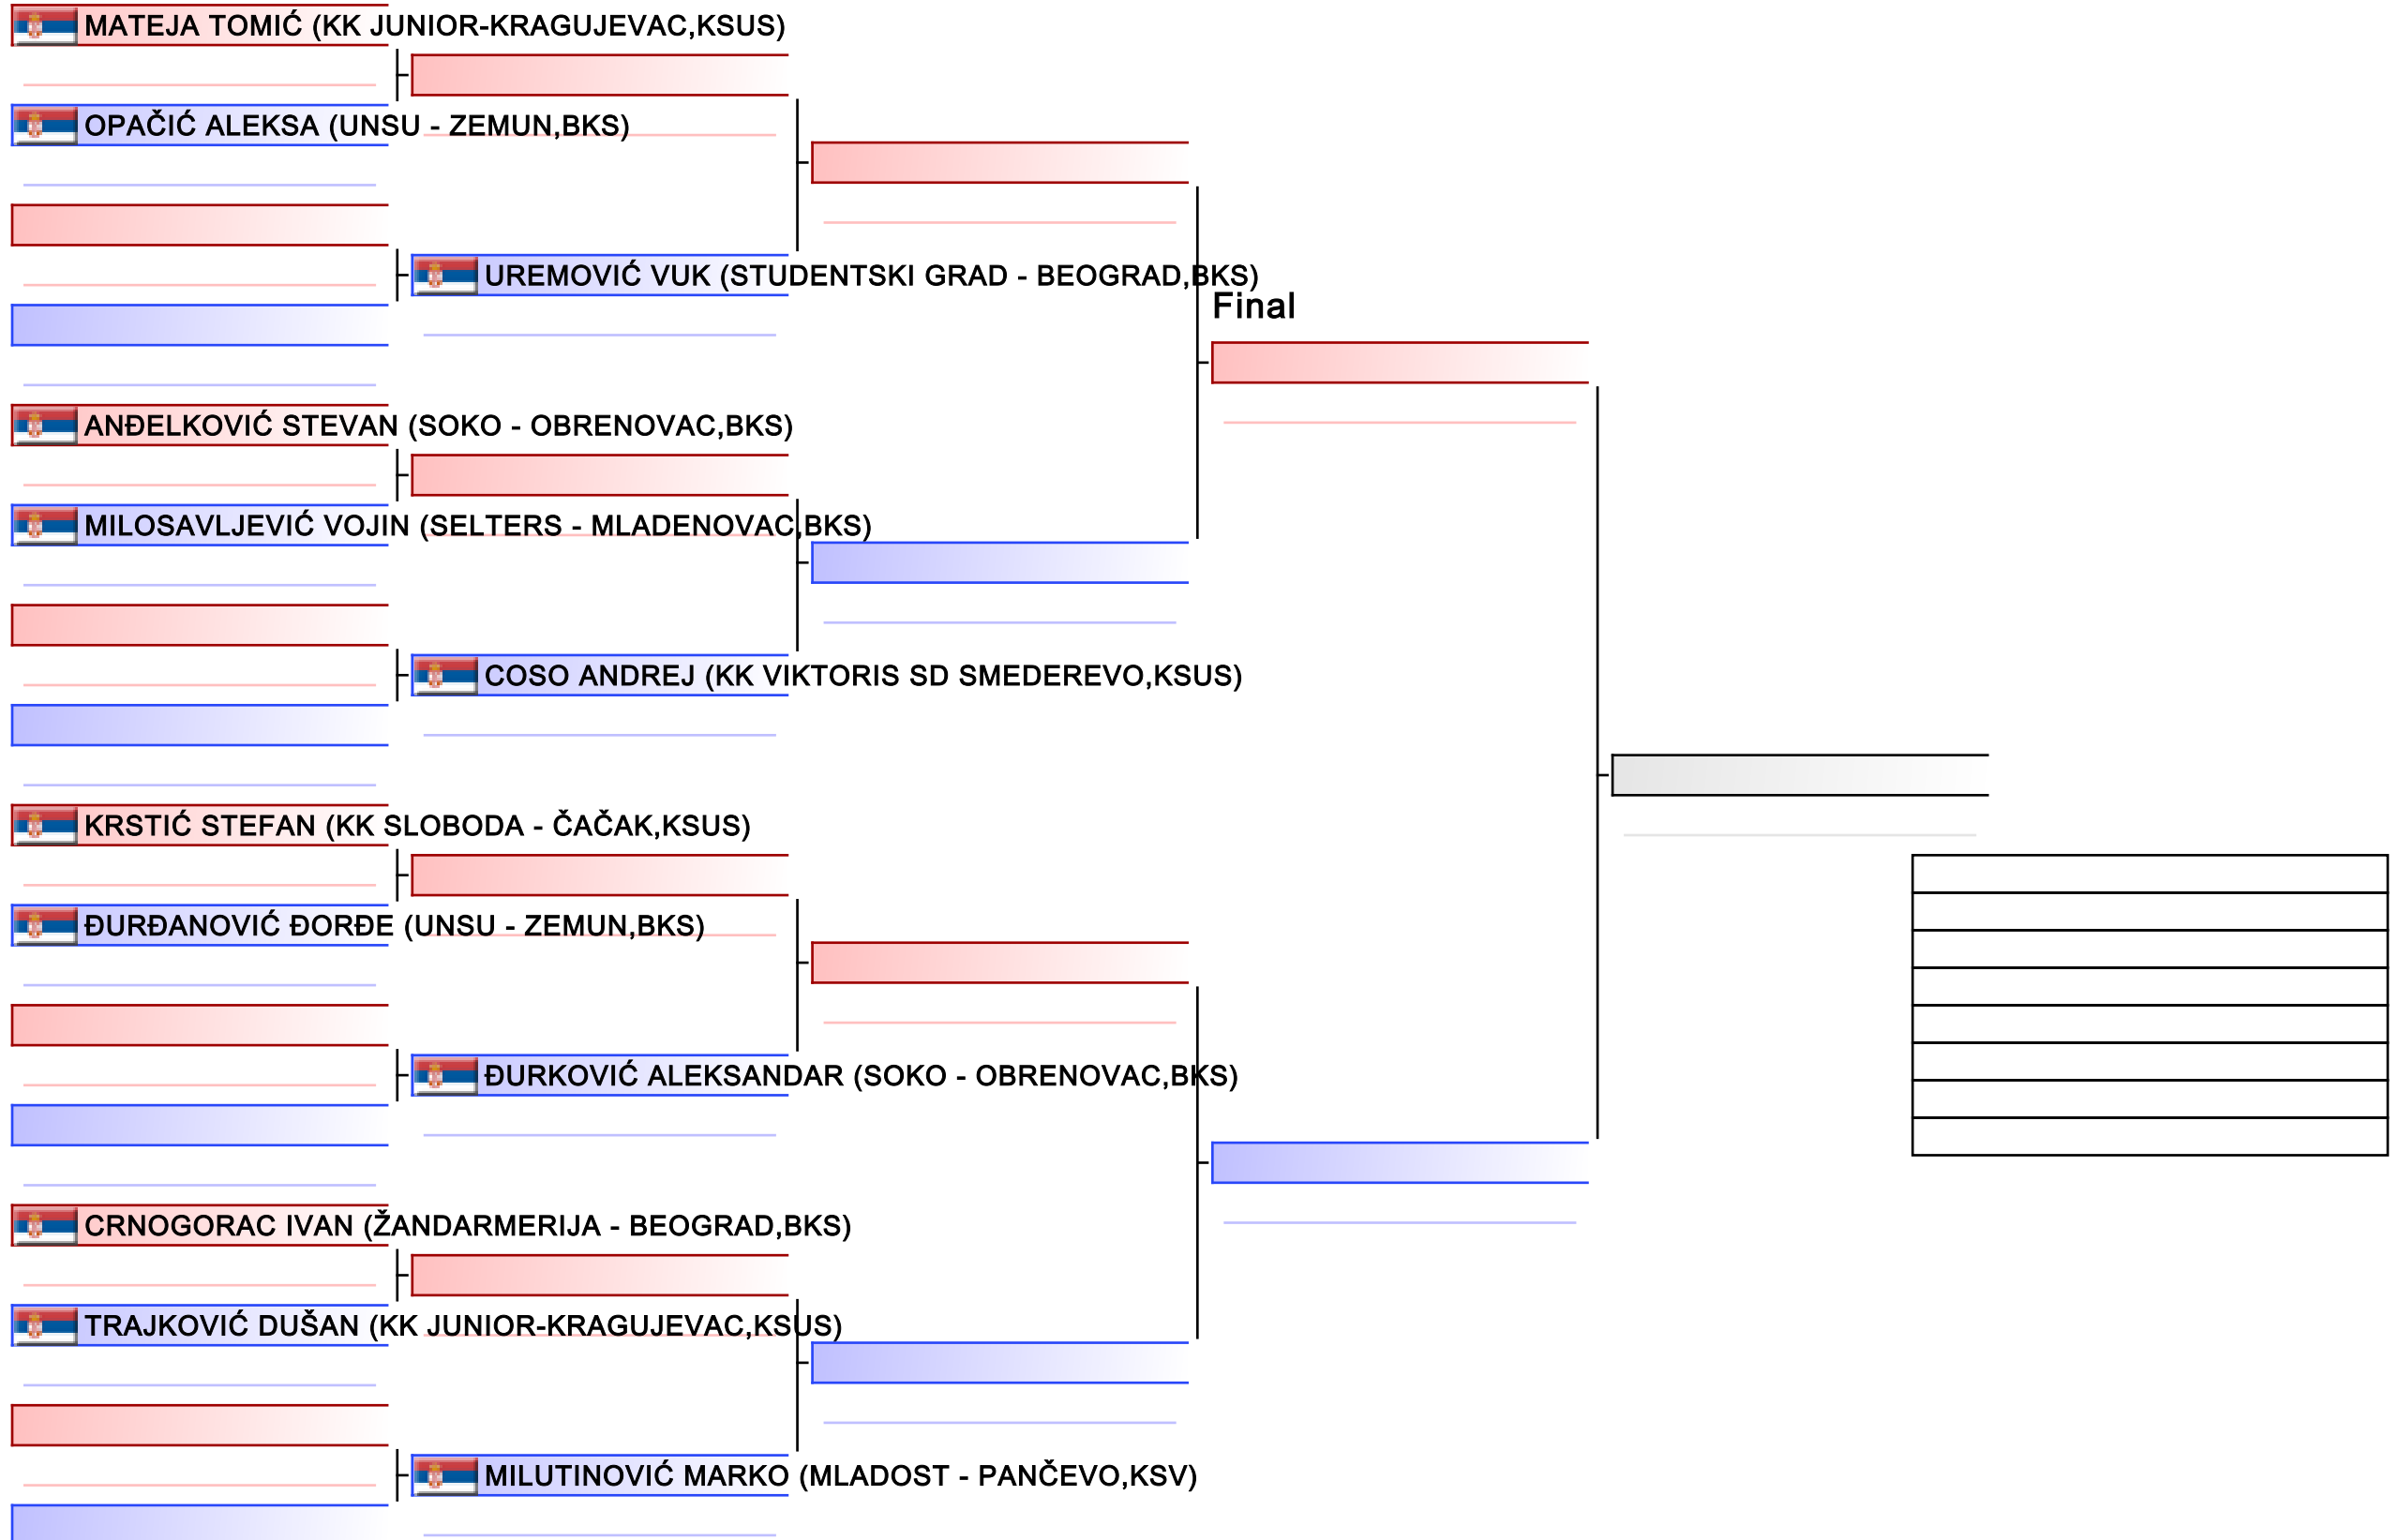 MATEJA TOMIĆ (KK JUNIOR-KRAGUJEVAC,KSUS)
OPAČIĆ ALEKSA (UNSU - ZEMUN,BKS)
UREMOVIĆ VUK (STUDENTSKI GRAD - BEOGRAD,BKS)
Final
ANĐELKOVIĆ STEVAN (SOKO - OBRENOVAC,BKS)
MILOSAVLJEVIĆ VOJIN (SELTERS - MLADENOVAC,BKS)
COSO ANDREJ (KK VIKTORIS SD SMEDEREVO,KSUS)
KRSTIĆ STEFAN (KK SLOBODA - ČAČAK,KSUS)
ĐURĐANOVIĆ ĐORĐE (UNSU - ZEMUN,BKS)
ĐURKOVIĆ ALEKSANDAR (SOKO - OBRENOVAC,BKS)
CRNOGORAC IVAN (ŽANDARMERIJA - BEOGRAD,BKS)
TRAJKOVIĆ DUŠAN (KK JUNIOR-KRAGUJEVAC,KSUS)
MILUTINOVIĆ MARKO (MLADOST - PANČEVO,KSV)